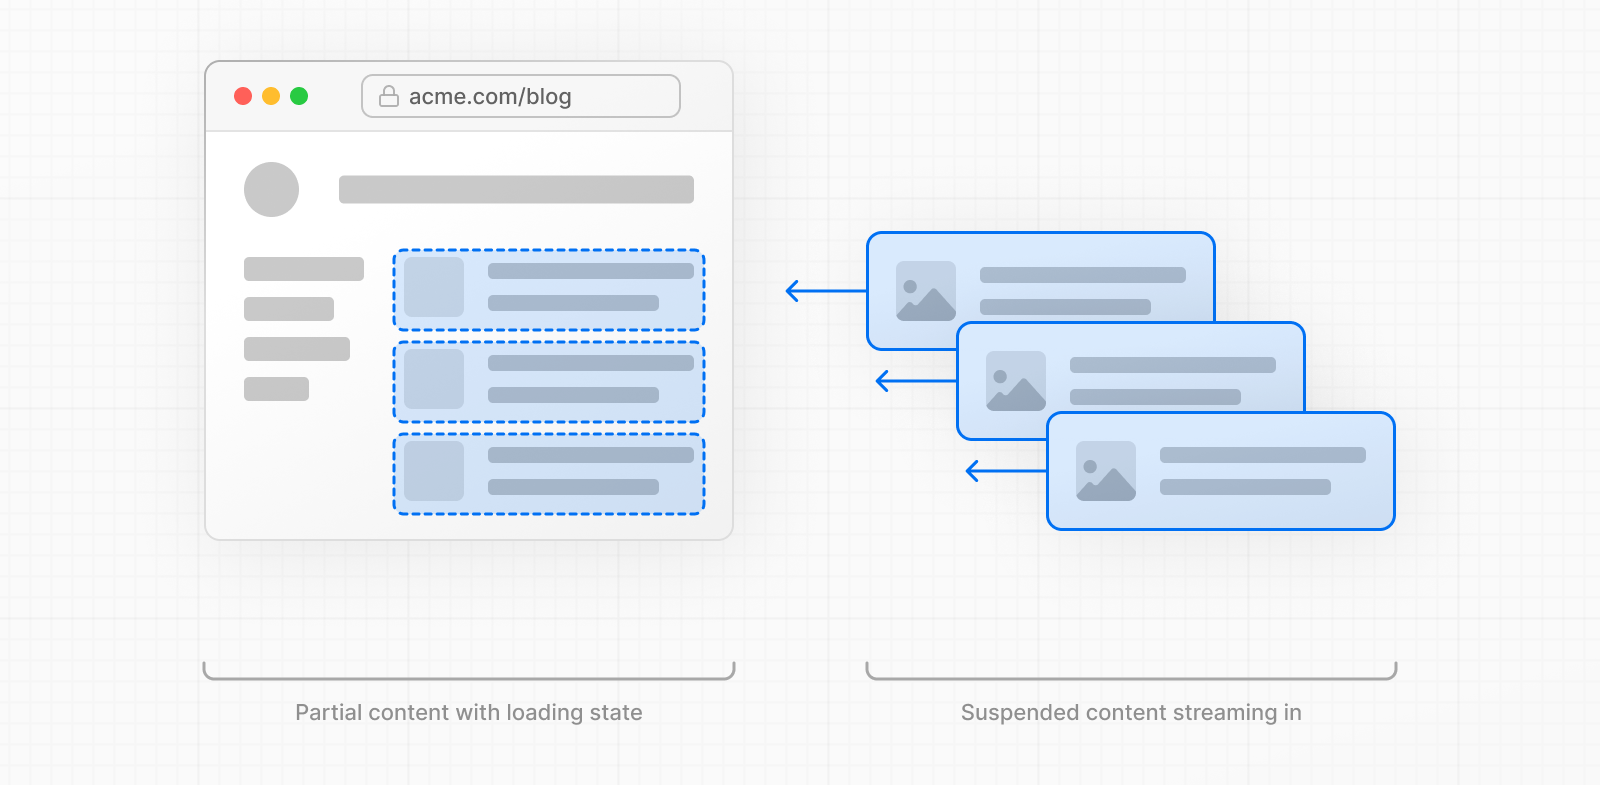 acme.com/blog
Partial content with loading state
Suspended content streaming in